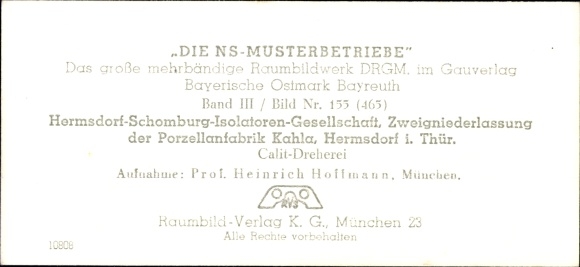 „DIE NS-MUSTERBETRIEBE"
Das große mehrbändige Raumbildwerk DRGM. im Gauverlag
Bayerische Ostmark Bayreuth
Band III / Bild Nr. 155 (465)
Hermsdorf-Schomburg-Isolatoren-Gesellschaft, Zweigniederlassung
der Porzellanfabrik Kahla, Hermsdorf i. Thür.
Calit-Dreherei
Aufnahme: Prof. Heinrich Hoffmann, München.
Raumbild-Verlag K. G., München 23
Alle Rechte vorbehalten
10808